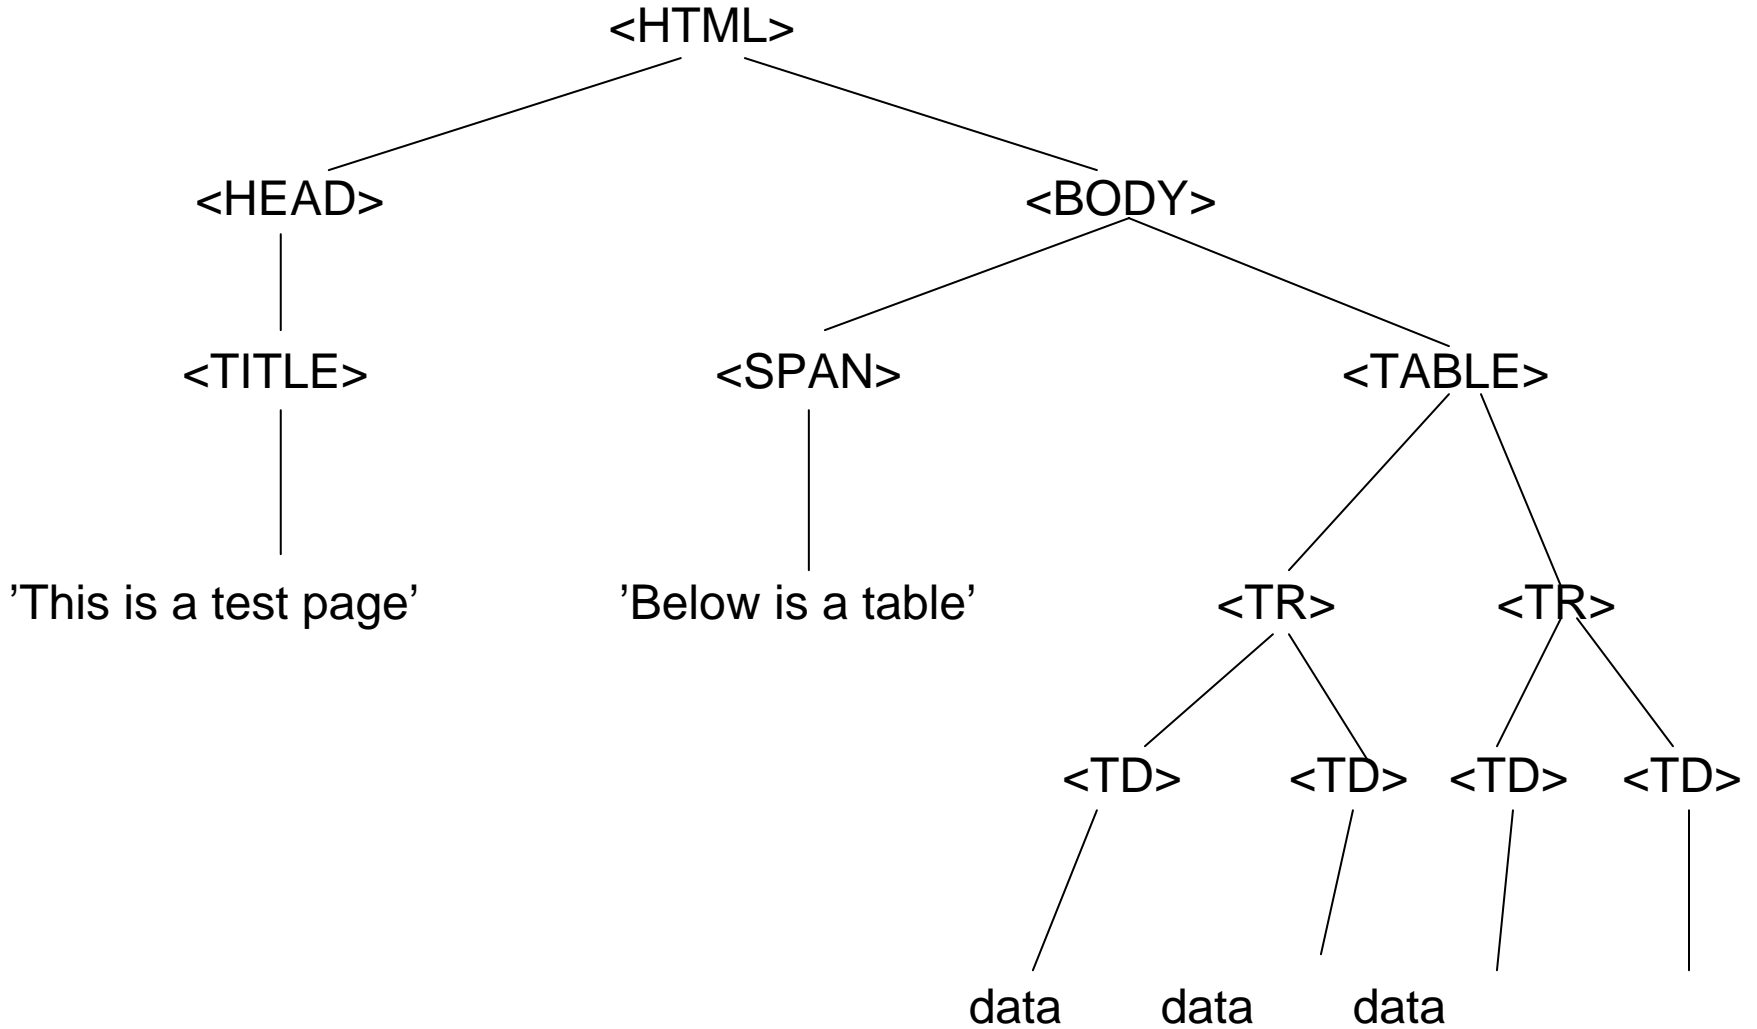 <HTML>
<HEAD> <BODY>
<TITLE> <SPAN> <TABLE>
’This is a test page’ ’Below is a table’ <TR> <TR>
<TD> <TD> <TD> <TD>
data data data